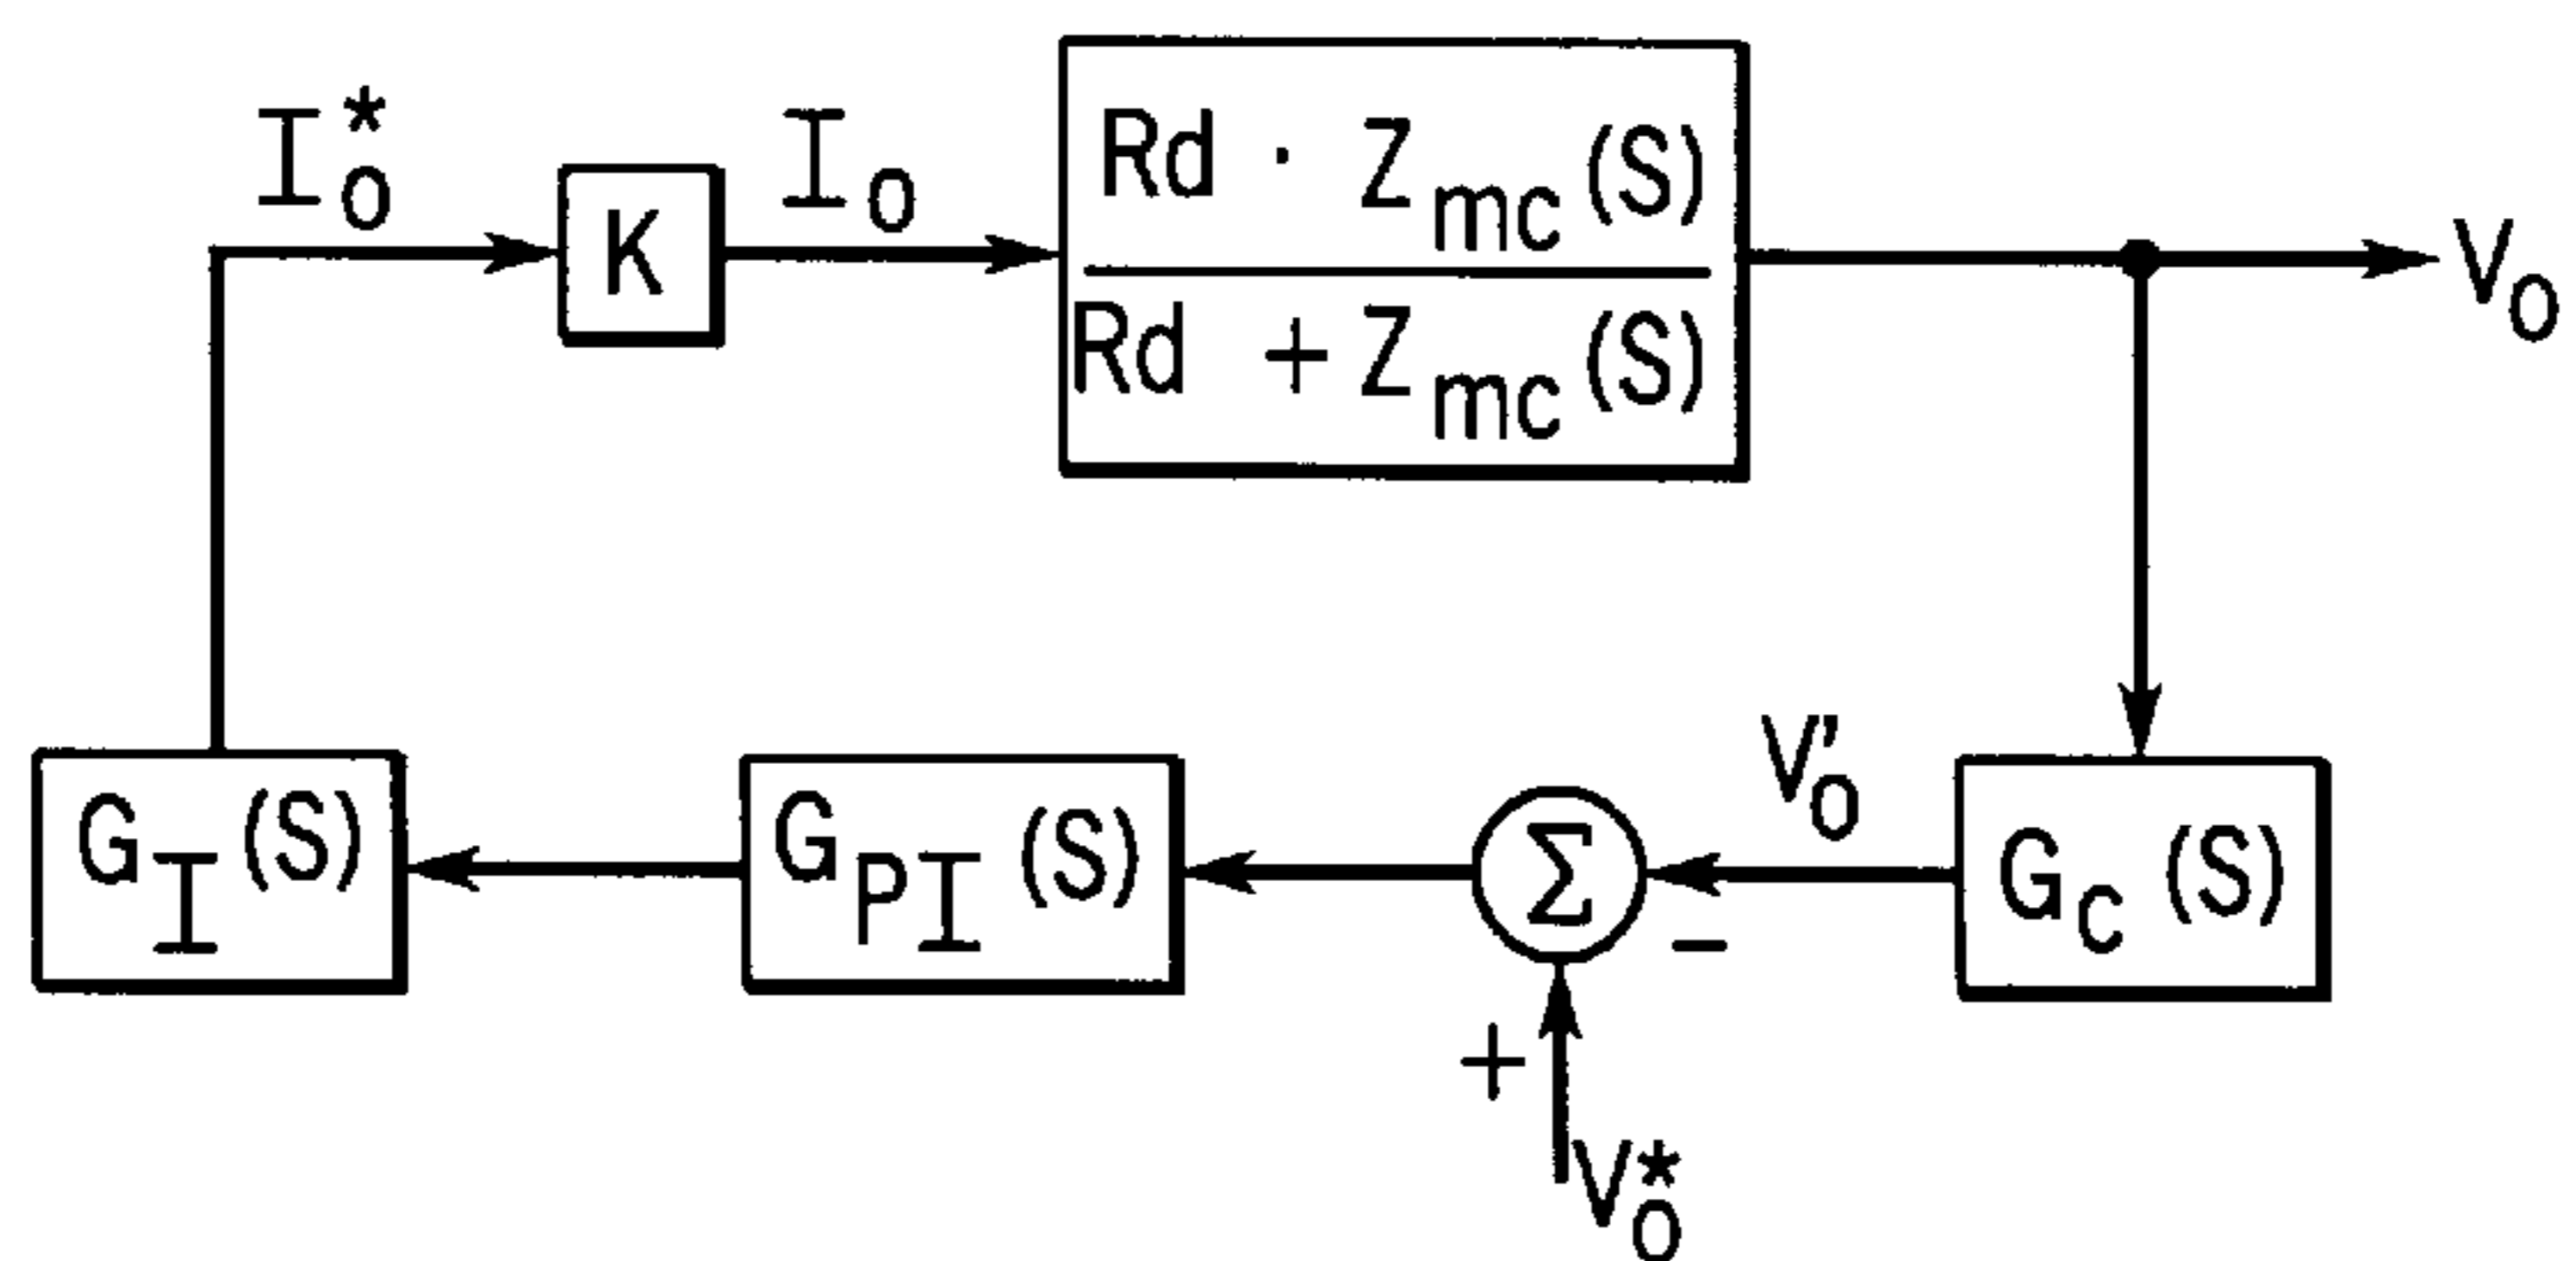 I*o
K
Io
Rd · Zmc(S)
Rd + Zmc(S)
Vo
GI(S)
GPI(S)
Σ
V'o
−
Gc(S)
+
V*o